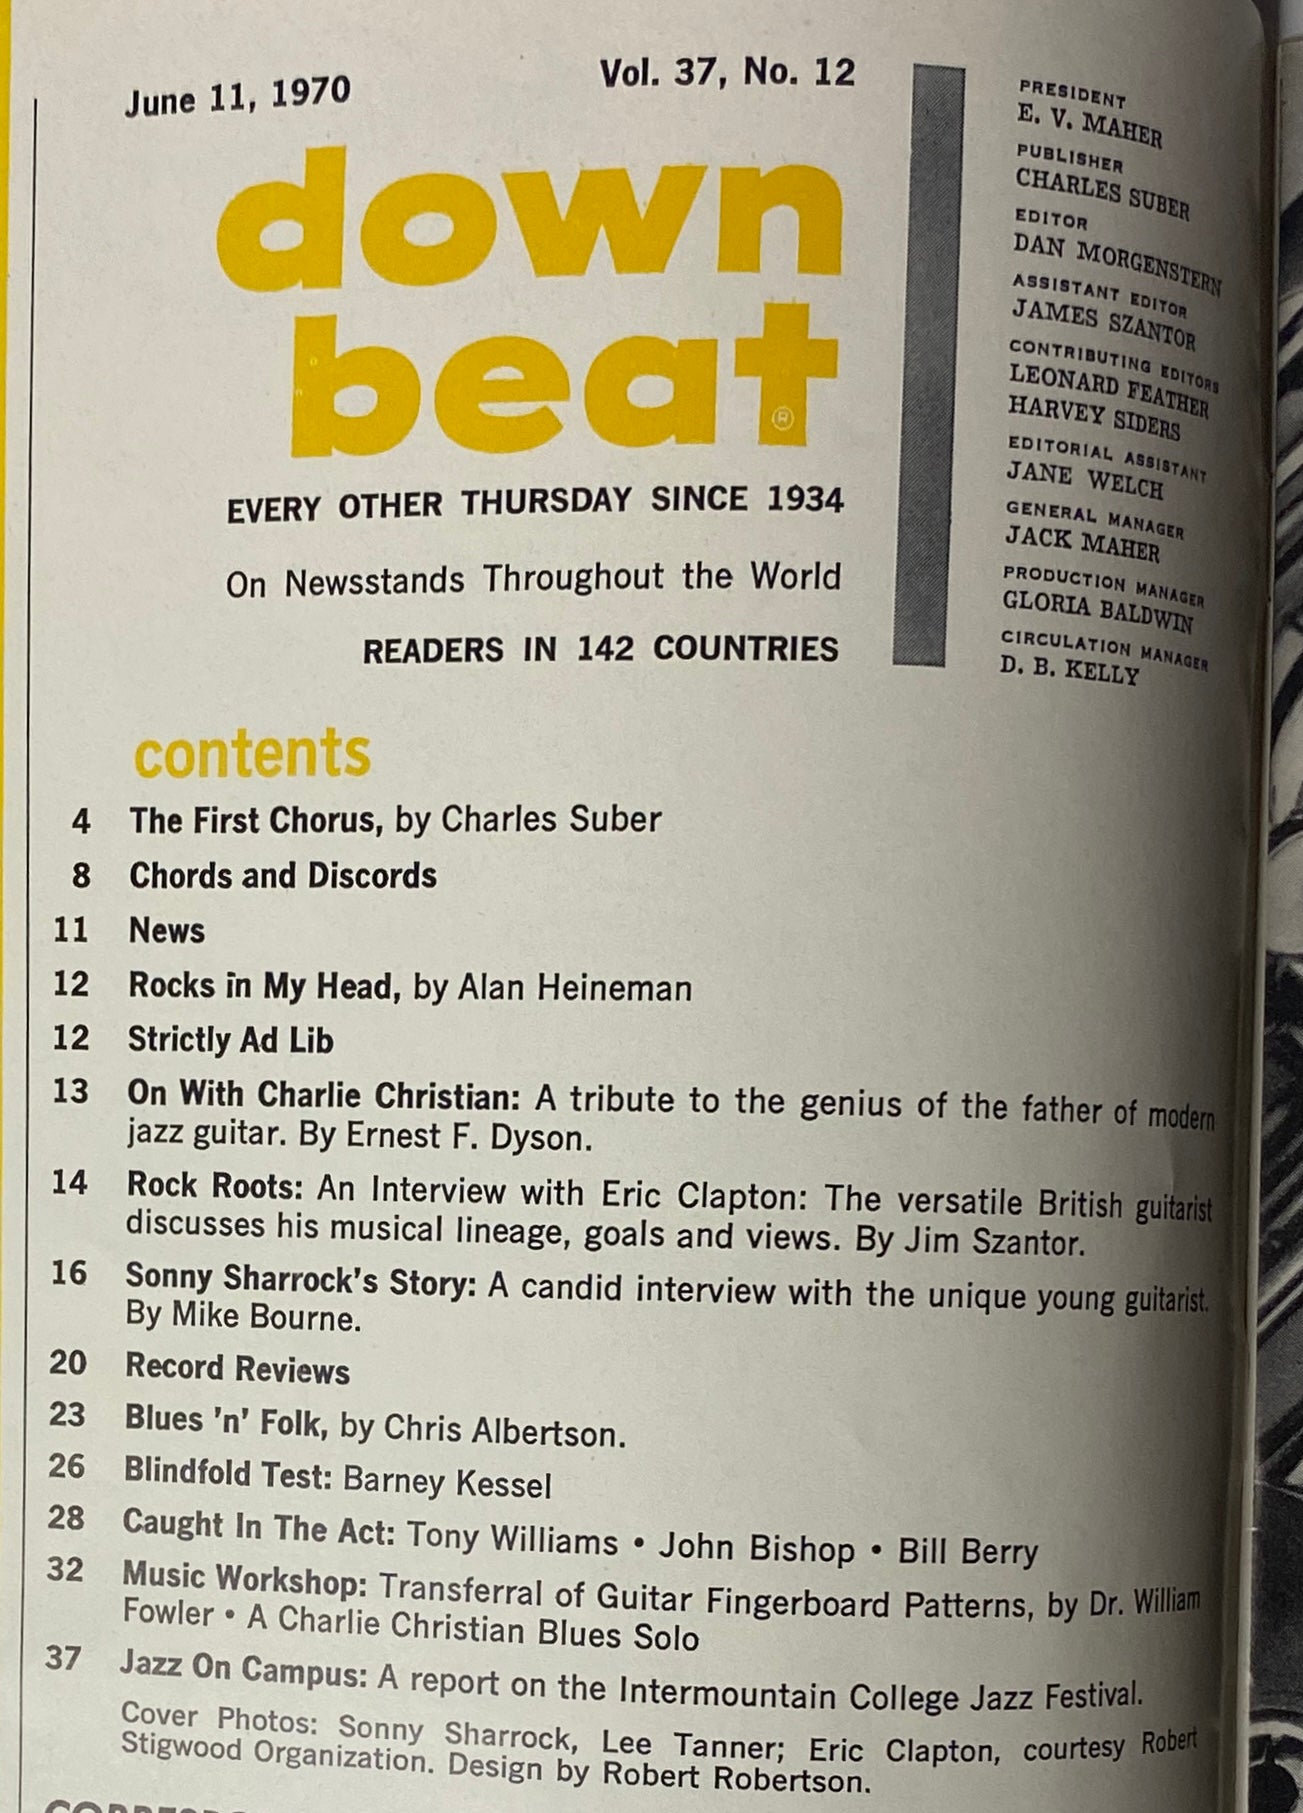 June 11, 1970
Vol. 37, No. 12
down
beat
®
EVERY OTHER THURSDAY SINCE 1934
On Newsstands Throughout the World
READERS IN 142 COUNTRIES
PRESIDENT
E. V. MAHER
PUBLISHER
CHARLES SUBER
EDITOR
DAN MORGENSTERN
ASSISTANT EDITOR
JAMES SZANTOR
CONTRIBUTING EDITORS
LEONARD FEATHER
HARVEY SIDERS
EDITORIAL ASSISTANT
JANE WELCH
GENERAL MANAGER
JACK MAHER
PRODUCTION MANAGER
GLORIA BALDWIN
CIRCULATION MANAGER
D. B. KELLY
contents
4 The First Chorus, by Charles Suber
8 Chords and Discords
11 News
12 Rocks in My Head, by Alan Heineman
12 Strictly Ad Lib
13 On With Charlie Christian: A tribute to the genius of the father of modern
jazz guitar. By Ernest F. Dyson.
14 Rock Roots: An Interview with Eric Clapton: The versatile British guitarist
discusses his musical lineage, goals and views. By Jim Szantor.
16 Sonny Sharrock's Story: A candid interview with the unique young guitarist.
By Mike Bourne.
20 Record Reviews
23 Blues 'n' Folk, by Chris Albertson.
26 Blindfold Test: Barney Kessel
28 Caught In The Act: Tony Williams • John Bishop • Bill Berry
32 Music Workshop: Transferral of Guitar Fingerboard Patterns, by Dr. William
Fowler • A Charlie Christian Blues Solo
37 Jazz On Campus: A report on the Intermountain College Jazz Festival.
Cover Photos: Sonny Sharrock, Lee Tanner; Eric Clapton, courtesy Robert
Stigwood Organization. Design by Robert Robertson.